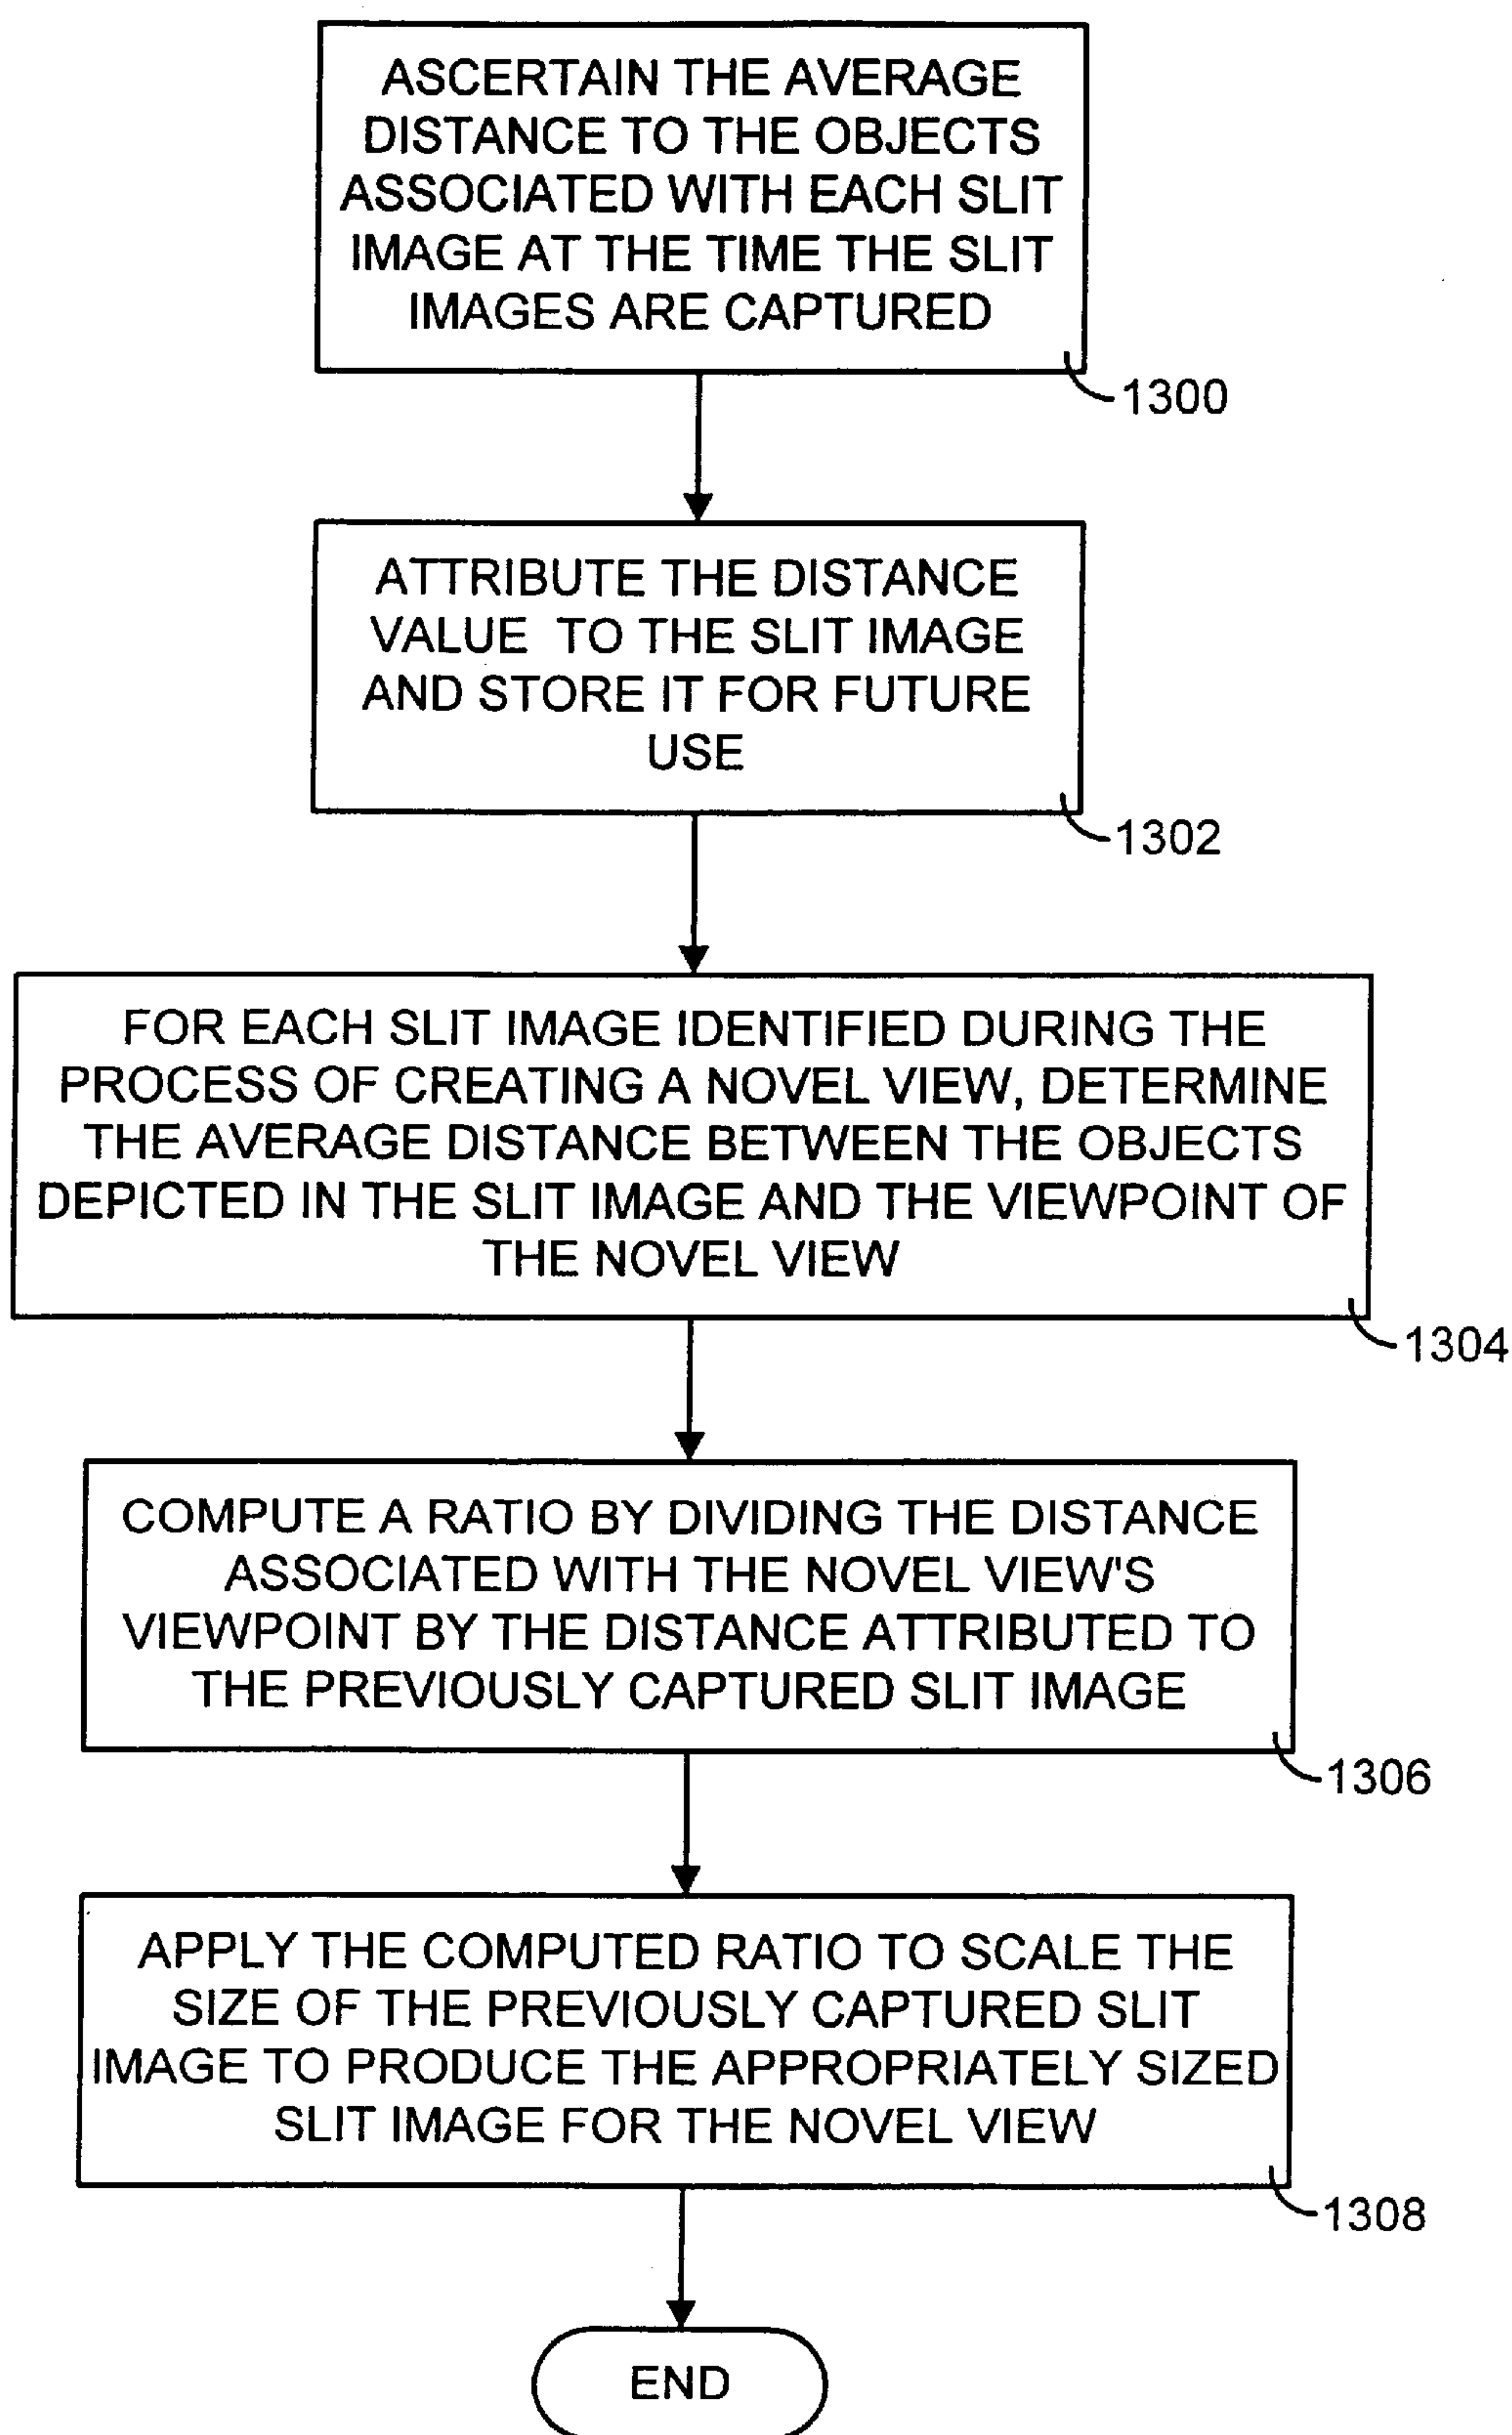 ASCERTAIN THE AVERAGE
DISTANCE TO THE OBJECTS
ASSOCIATED WITH EACH SLIT
IMAGE AT THE TIME THE SLIT
IMAGES ARE CAPTURED
1300
ATTRIBUTE THE DISTANCE
VALUE TO THE SLIT IMAGE
AND STORE IT FOR FUTURE
USE
1302
FOR EACH SLIT IMAGE IDENTIFIED DURING THE
PROCESS OF CREATING A NOVEL VIEW, DETERMINE
THE AVERAGE DISTANCE BETWEEN THE OBJECTS
DEPICTED IN THE SLIT IMAGE AND THE VIEWPOINT OF
THE NOVEL VIEW
1304
COMPUTE A RATIO BY DIVIDING THE DISTANCE
ASSOCIATED WITH THE NOVEL VIEW'S
VIEWPOINT BY THE DISTANCE ATTRIBUTED TO
THE PREVIOUSLY CAPTURED SLIT IMAGE
1306
APPLY THE COMPUTED RATIO TO SCALE THE
SIZE OF THE PREVIOUSLY CAPTURED SLIT
IMAGE TO PRODUCE THE APPROPRIATELY SIZED
SLIT IMAGE FOR THE NOVEL VIEW
1308
END